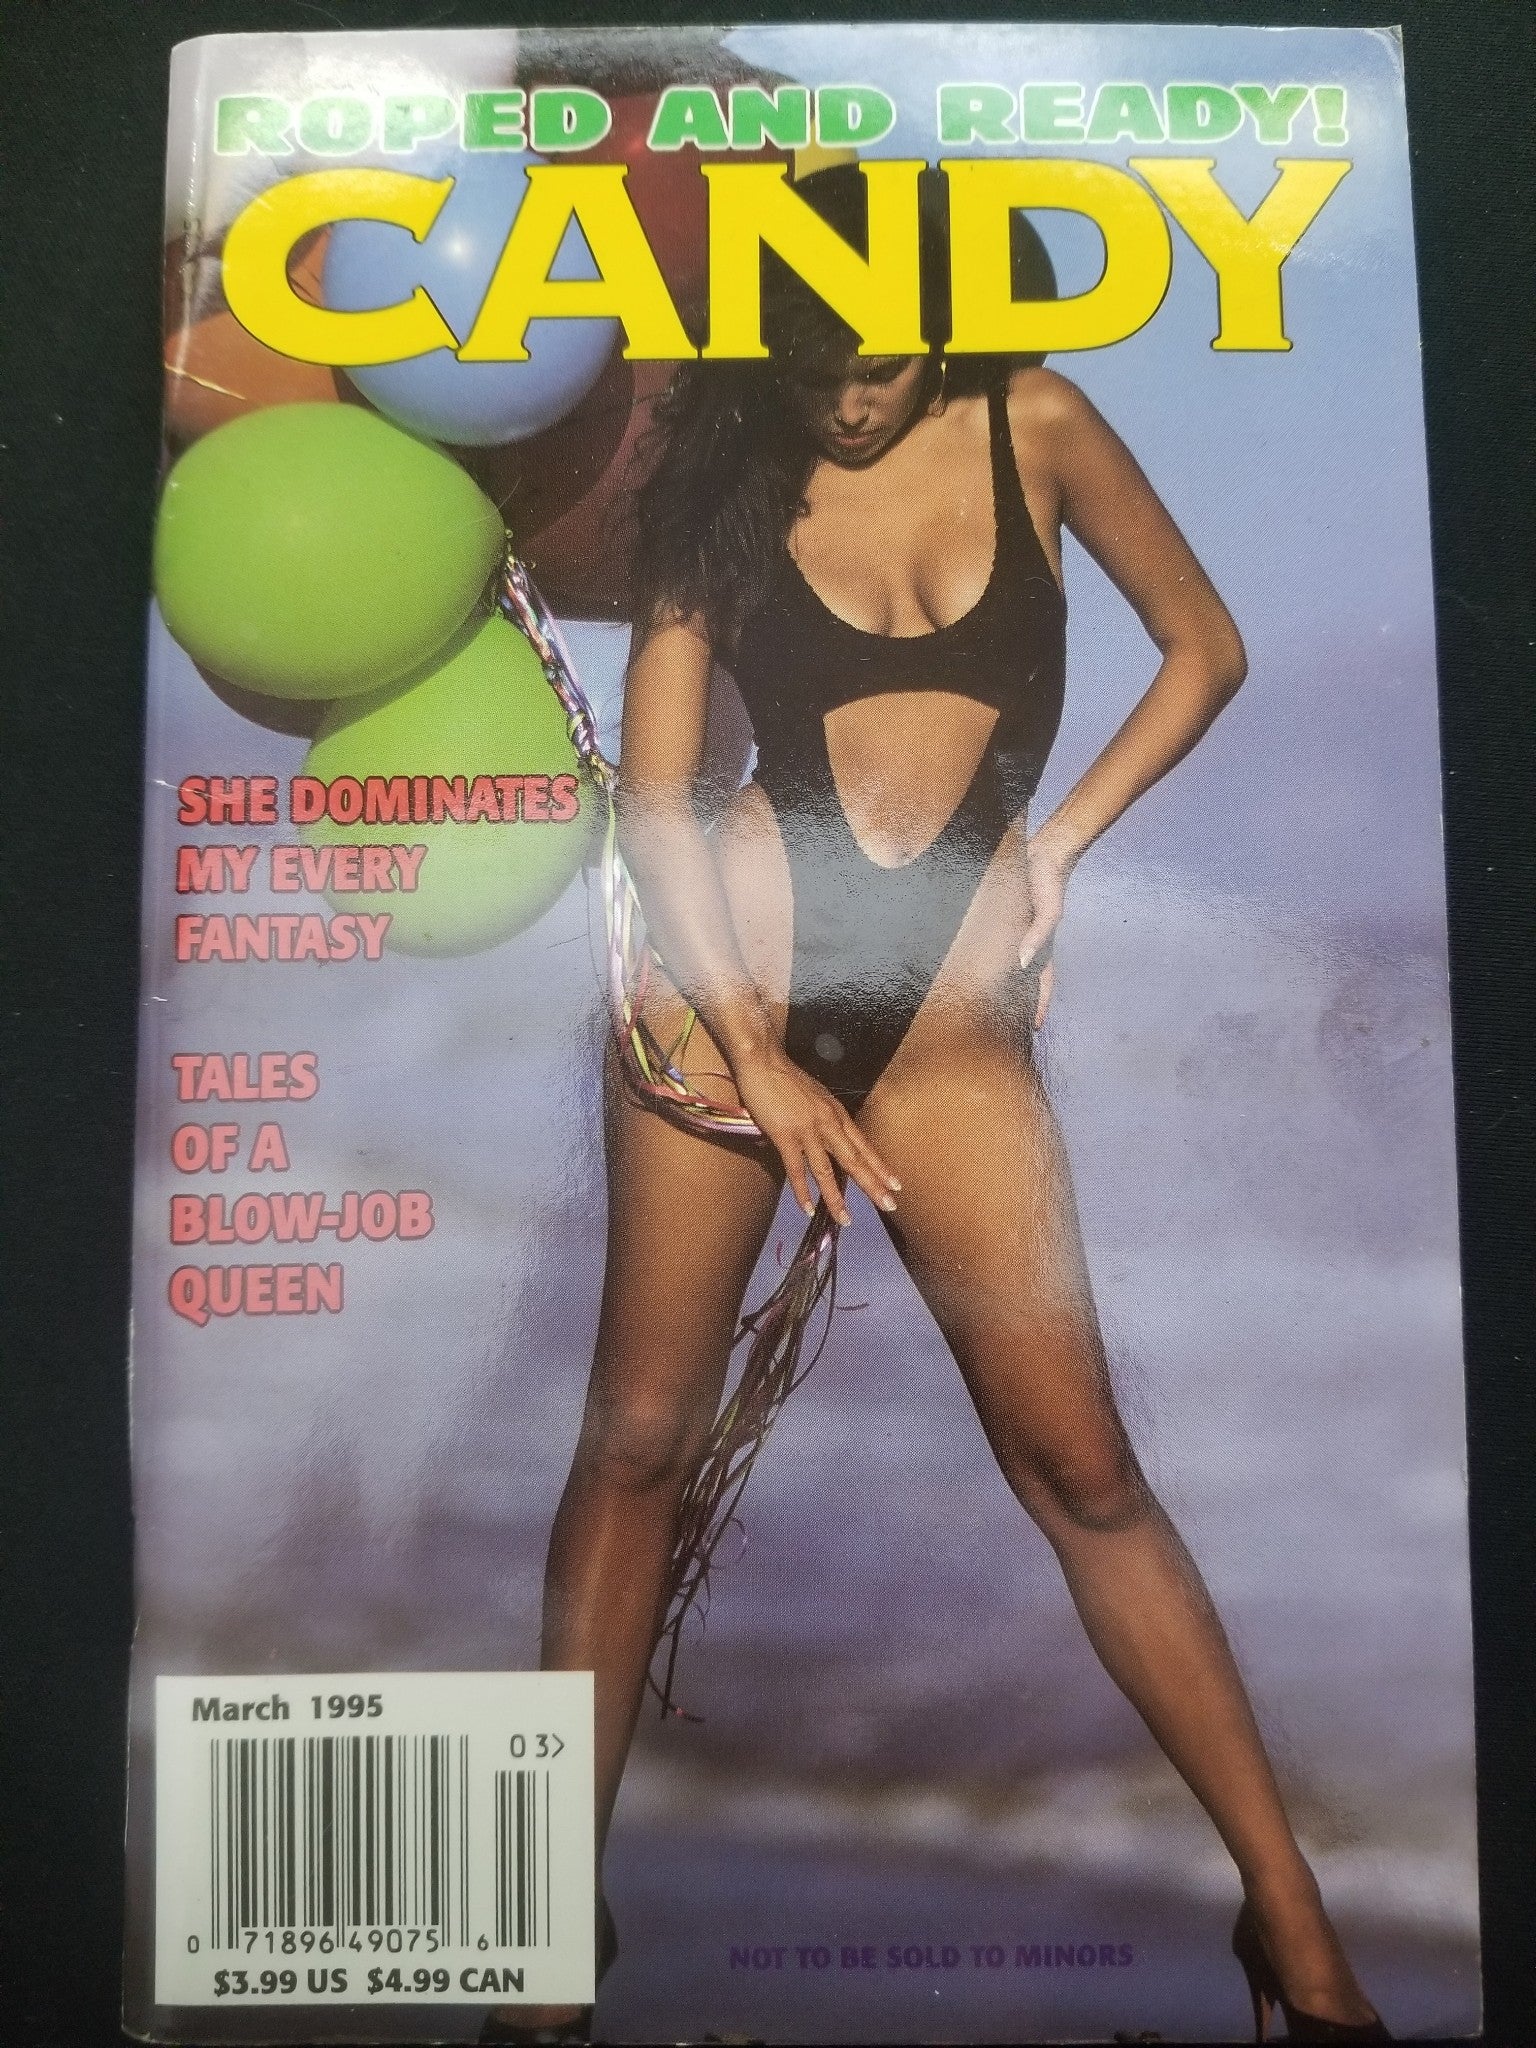 ROPED AND READY!
CANDY
SHE DOMINATES
MY EVERY
FANTASY
TALES
OF A
BLOW-JOB
QUEEN
March 1995
03>
0 71896 49075 6
$3.99 US $4.99 CAN
NOT TO BE SOLD TO MINORS